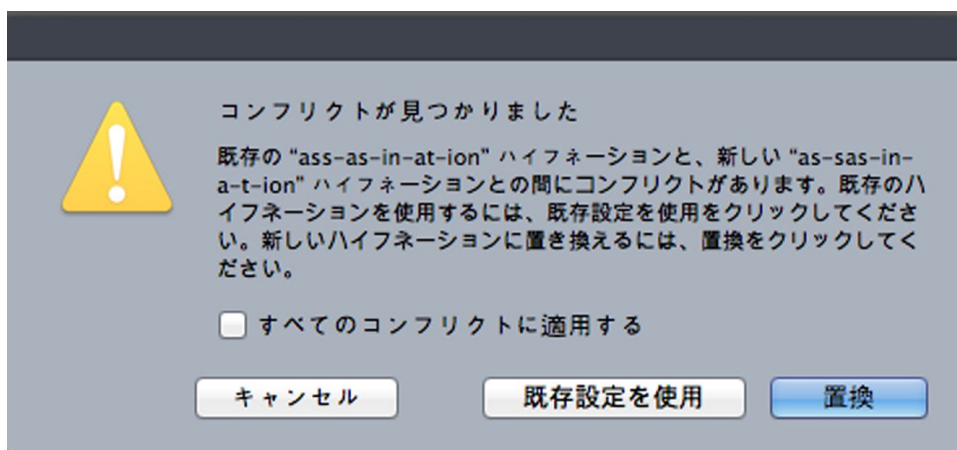 コンフリクトが見つかりました
既存の “ass-as-in-at-ion” ハイフネーションと、新しい “as-sas-in-
a-t-ion” ハイフネーションとの間にコンフリクトがあります。既存のハ
イフネーションを使用するには、既存設定を使用をクリックしてくださ
い。新しいハイフネーションに置き換えるには、置換をクリックしてく
ださい。
すべてのコンフリクトに適用する
キャンセル
既存設定を使用
置換